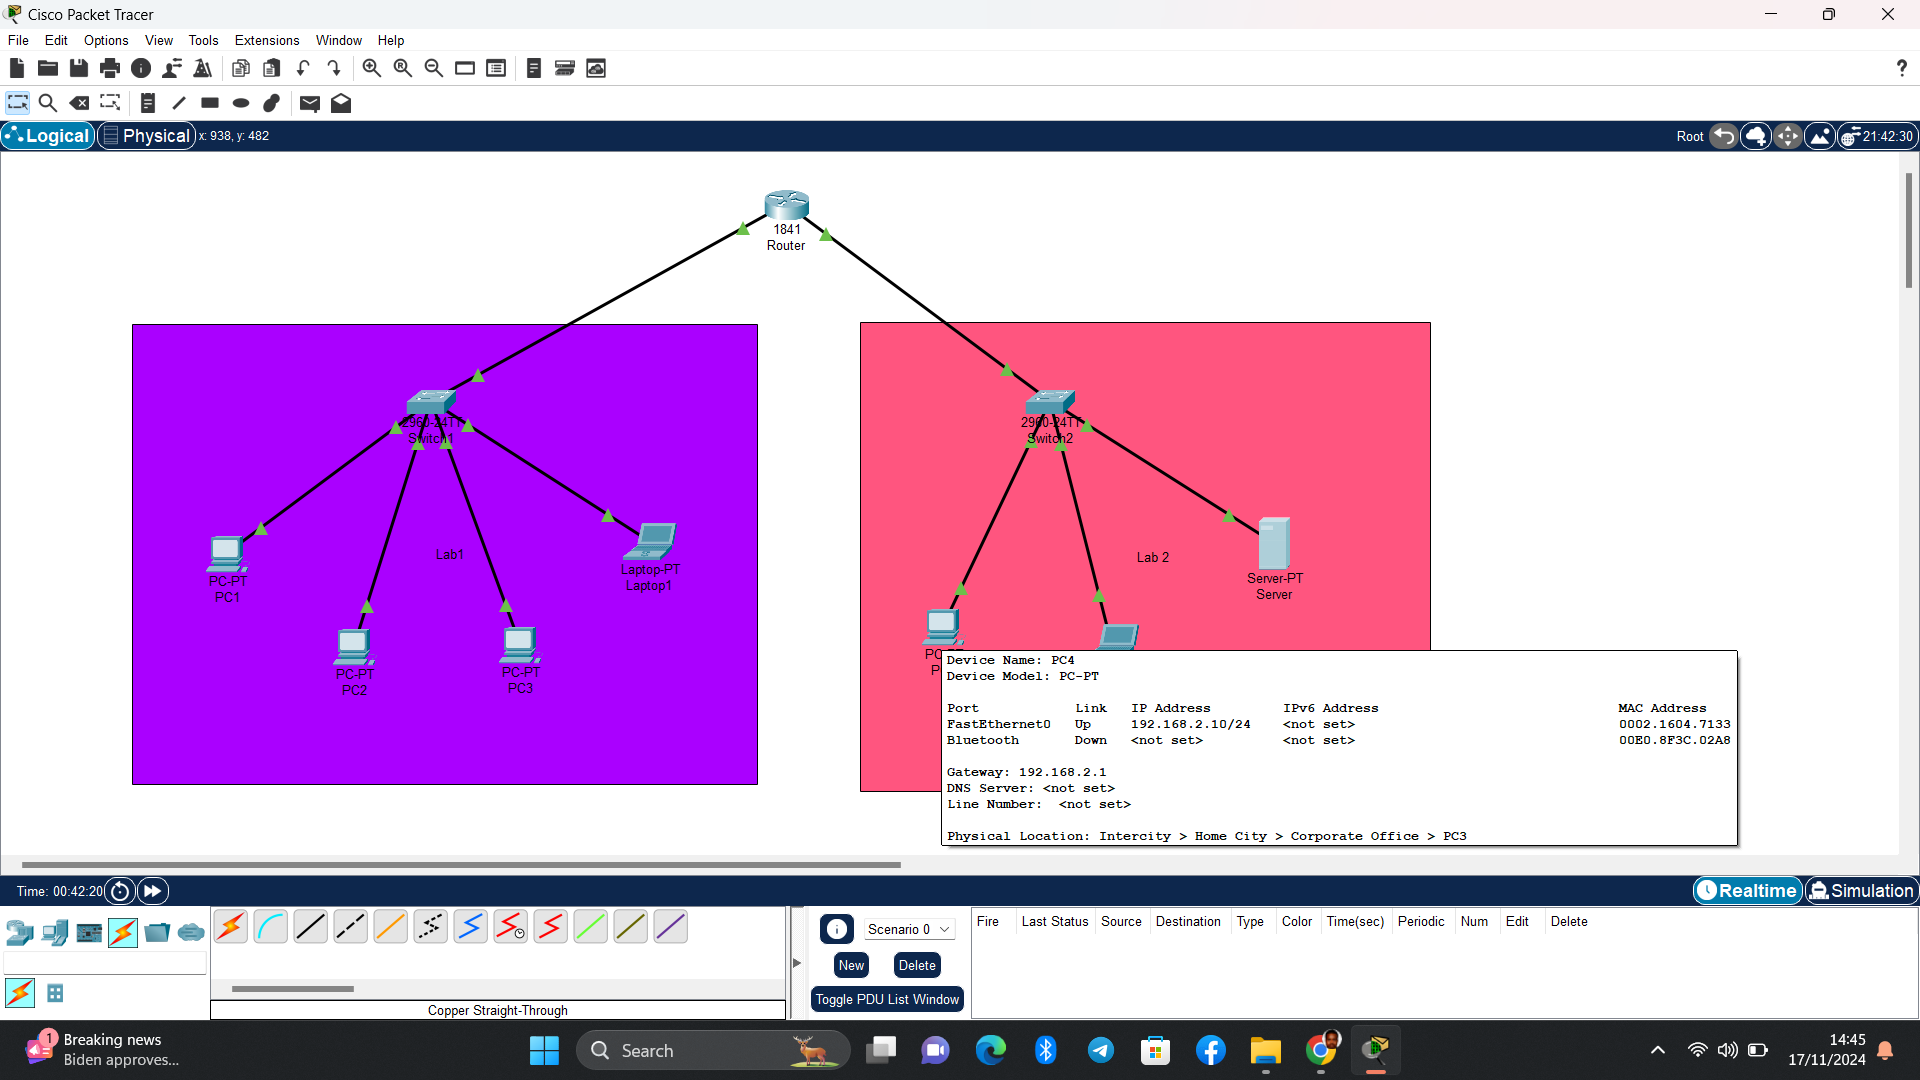 Cisco Packet Tracer
File Edit Options View Tools Extensions Window Help
?
Logical Physical x: 938, y: 482 Root 21:42:30
1841
Router
2960-24TT
Switch1
2960-24TT
Switch2
PC-PT
PC1
Lab1
Laptop-PT
Laptop1
PC-PT
PC2
PC-PT
PC3
Lab 2
Server-PT
Server
PC
P
Device Name: PC4
Device Model: PC-PT
Port Link IP Address IPv6 Address MAC Address
FastEthernet0 Up 192.168.2.10/24 <not set> 0002.1604.7133
Bluetooth Down <not set> <not set> 00E0.8F3C.02A8
Gateway: 192.168.2.1
DNS Server: <not set>
Line Number: <not set>
Physical Location: Intercity > Home City > Corporate Office > PC3
Time: 00:42:20 Realtime Simulation
Scenario 0
New Delete
Toggle PDU List Window
Fire Last Status Source Destination Type Color Time(sec) Periodic Num Edit Delete
Copper Straight-Through
1
Breaking news
Biden approves...
Search
14:45
17/11/2024